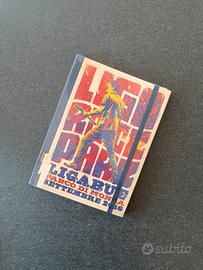 LIGA
ROCK
PARK
LIGABUE
PARCO DI MONZA
SETTEMBRE 2016
subito